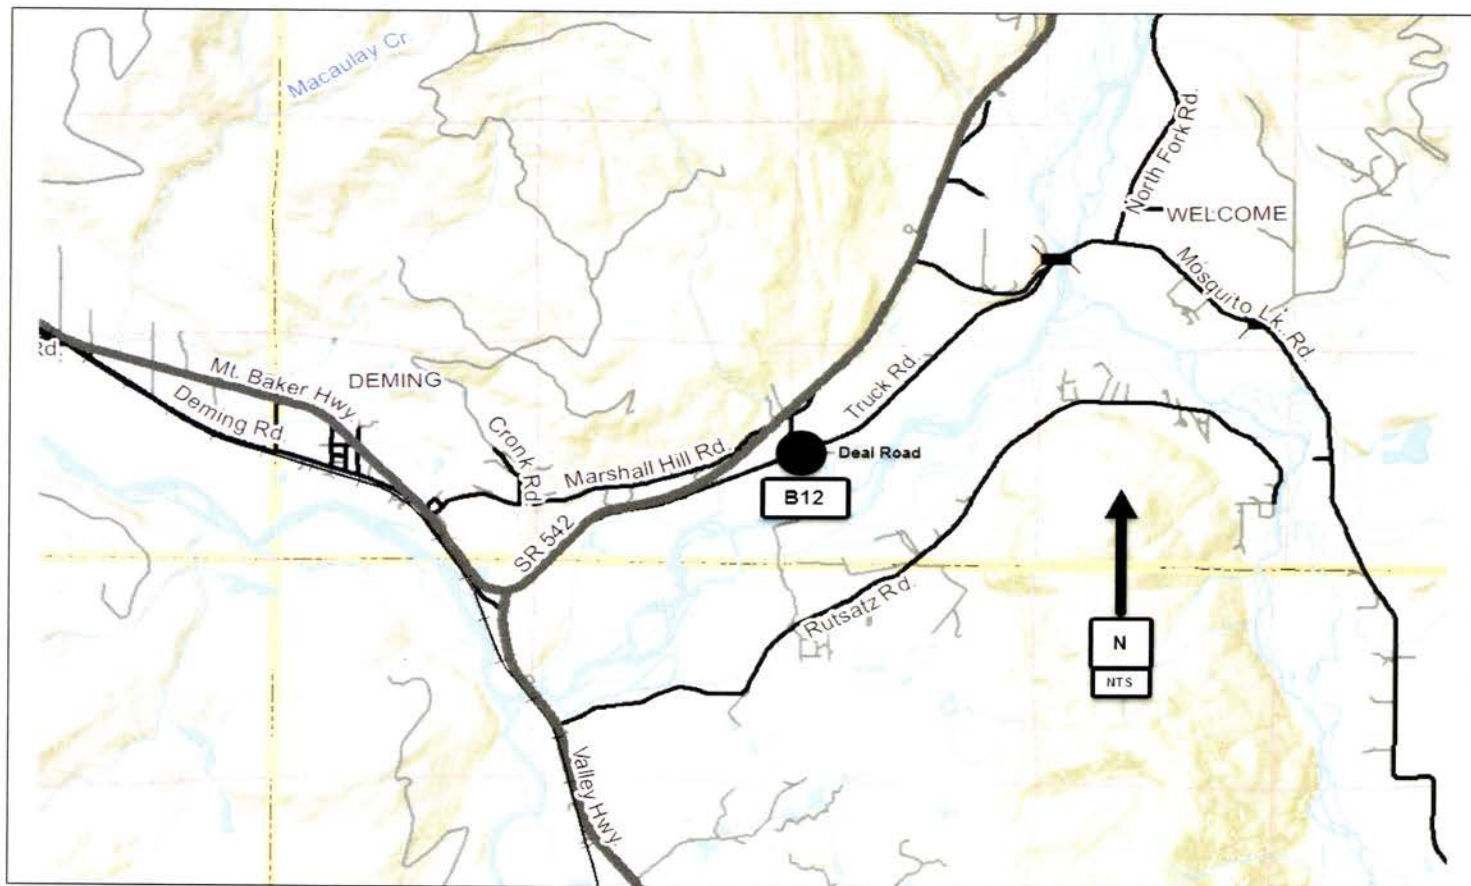 Macaulay Cr.
North Fork Rd.
WELCOME
Mosquito Lk. Rd.
Rd.
Mt. Baker Hwy.
DEMING
Deming Rd.
Cronk Rd.
Marshall Hill Rd.
Truck Rd.
Deal Road
B12
SR 542
Rutsatz Rd.
N
NTS
Valley Hwy.